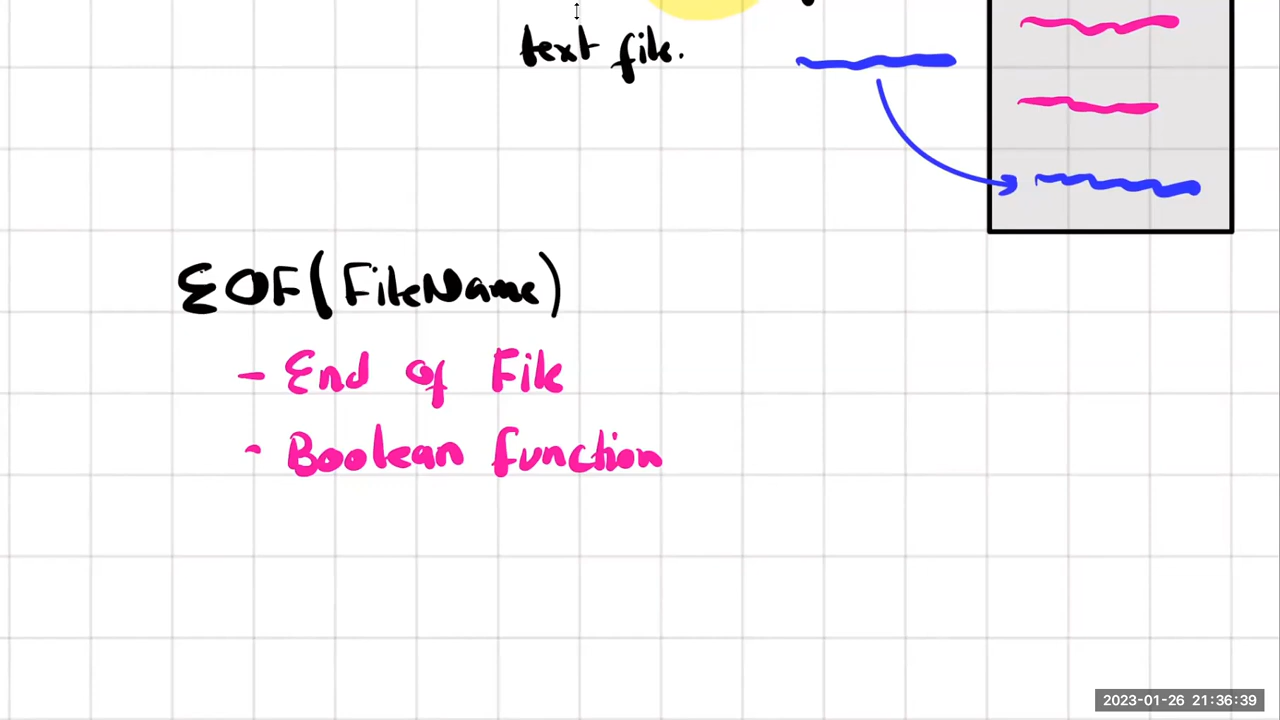 text file.
EOF(FileName)
- End of File
- Boolean function
2023-01-26 21:36:39